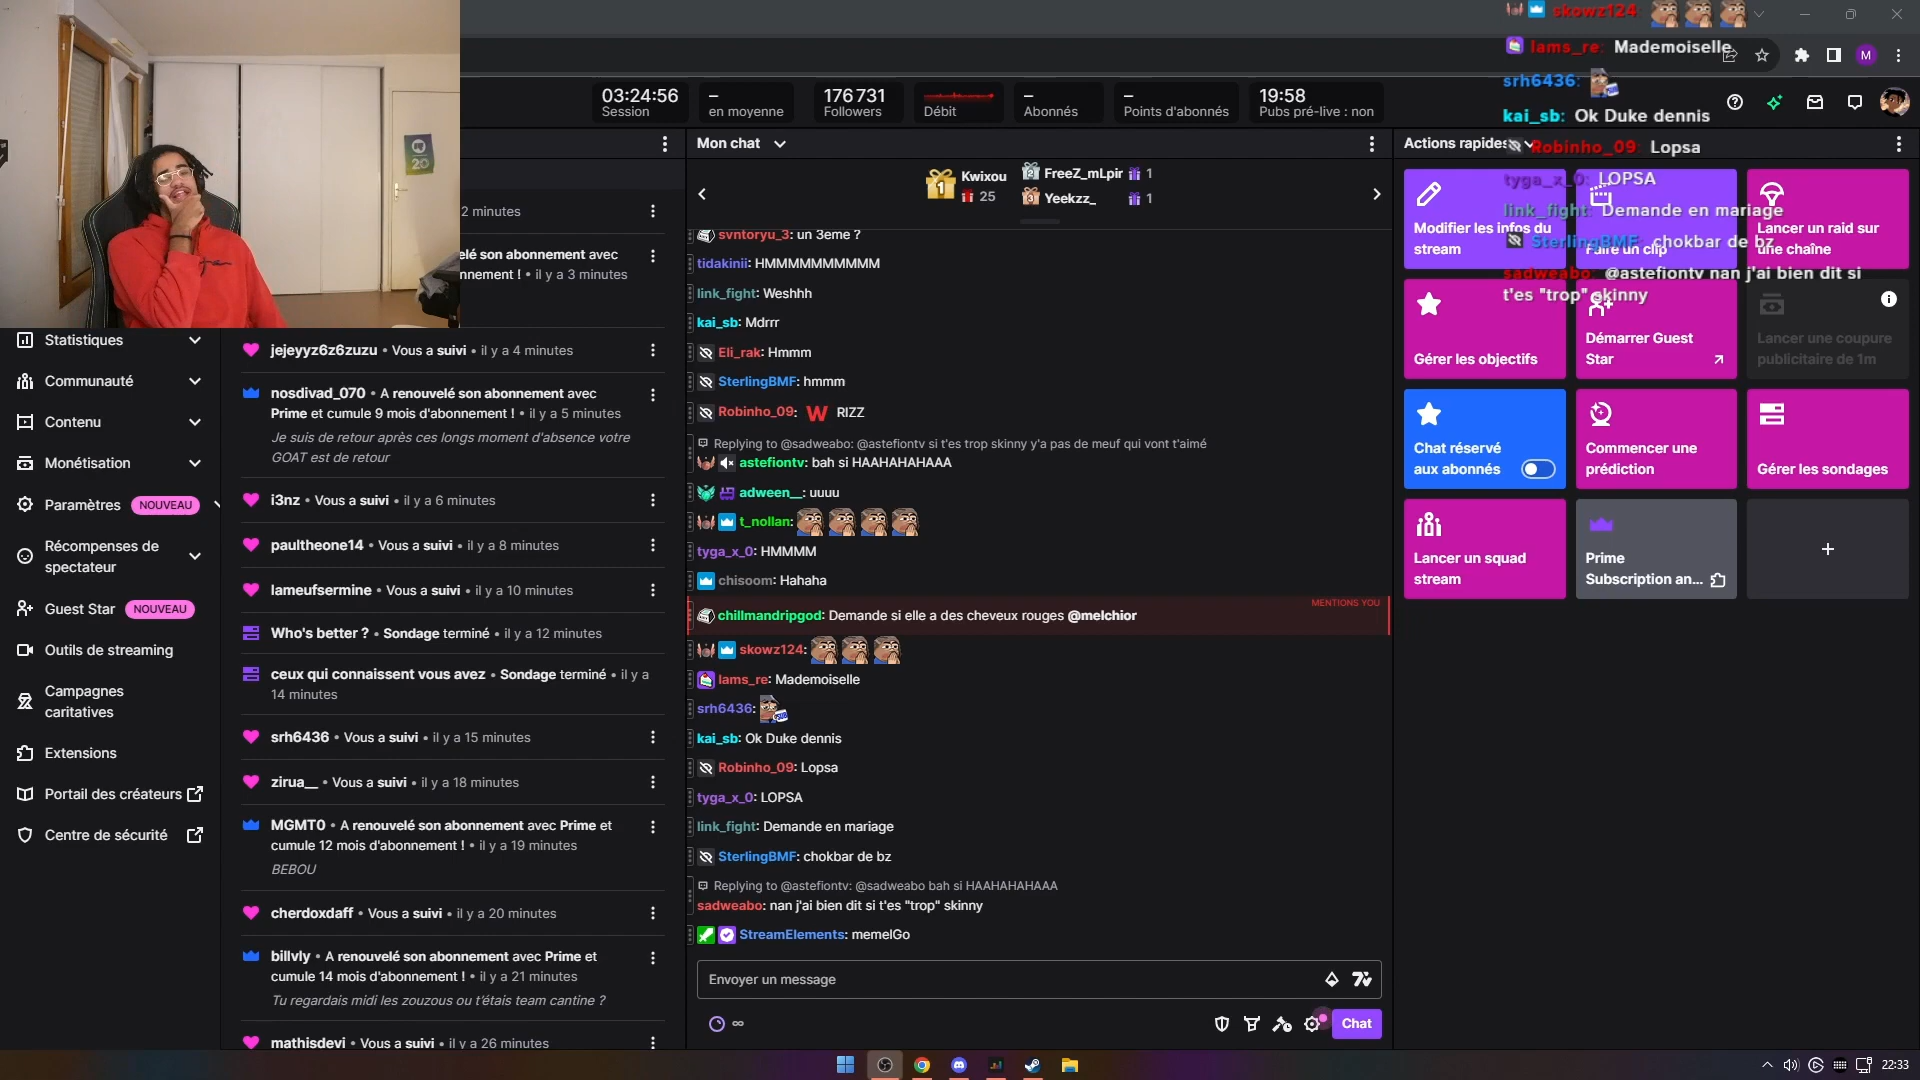 03:24:56
Session
–
en moyenne
176 731
Followers
Débit
–
Abonnés
–
Points d'abonnés
19:58
Pubs pré-live : non
M
skowz124
Iams_re: Mademoiselle
srh6436:
kai_sb: Ok Duke dennis
Robinho_09: Lopsa
tyga_x_0: LOPSA
link_fight: Demande en mariage
SterlingBMF: chokbar de bz
sadweabo: @astefiontv nan j'ai bien dit si
t'es "trop" skinny
20
2 minutes
elé son abonnement avec
nnement ! • il y a 3 minutes
Statistiques
Communauté
Contenu
Monétisation
Paramètres NOUVEAU
Récompenses de
spectateur
Guest Star NOUVEAU
Outils de streaming
Campagnes
caritatives
Extensions
Portail des créateurs
Centre de sécurité
jejeyyz6z6zuzu • Vous a suivi • il y a 4 minutes
nosdivad_070 • A renouvelé son abonnement avec
Prime et cumule 9 mois d'abonnement ! • il y a 5 minutes
Je suis de retour après ces longs moment d'absence votre
GOAT est de retour
i3nz • Vous a suivi • il y a 6 minutes
paultheone14 • Vous a suivi • il y a 8 minutes
lameufsermine • Vous a suivi • il y a 10 minutes
Who's better ? • Sondage terminé • il y a 12 minutes
ceux qui connaissent vous avez • Sondage terminé • il y a
14 minutes
srh6436 • Vous a suivi • il y a 15 minutes
zirua__ • Vous a suivi • il y a 18 minutes
MGMT0 • A renouvelé son abonnement avec Prime et
cumule 12 mois d'abonnement ! • il y a 19 minutes
BEBOU
cherdoxdaff • Vous a suivi • il y a 20 minutes
billvly • A renouvelé son abonnement avec Prime et
cumule 14 mois d'abonnement ! • il y a 21 minutes
Tu regardais midi les zouzous ou t'étais team cantine ?
mathisdevj • Vous a suivi • il y a 26 minutes
Mon chat
1
Kwixou
25
2 FreeZ_mLpir 1
3 Yeekzz_ 1
svntoryu_3: un 3eme ?
tidakinii: HMMMMMMMMMM
link_fight: Weshhh
kai_sb: Mdrrr
Eli_rak: Hmmm
SterlingBMF: hmmm
Robinho_09: W RIZZ
Replying to @sadweabo: @astefiontv si t'es trop skinny y'a pas de meuf qui vont t'aimé
astefiontv: bah si HAAHAHAHAAA
adween__: uuuu
t_nollan:
tyga_x_0: HMMMM
chisoom: Hahaha
MENTIONS YOU
chillmandripgod: Demande si elle a des cheveux rouges @melchior
skowz124:
Iams_re: Mademoiselle
srh6436:
kai_sb: Ok Duke dennis
Robinho_09: Lopsa
tyga_x_0: LOPSA
link_fight: Demande en mariage
SterlingBMF: chokbar de bz
Replying to @astefiontv: @sadweabo bah si HAAHAHAHAAA
sadweabo: nan j'ai bien dit si t'es "trop" skinny
StreamElements: memelGo
Envoyer un message
Chat
Actions rapides
Modifier les infos du
stream
Faire un clip
Lancer un raid sur
une chaîne
Gérer les objectifs
Démarrer Guest
Star
Lancer une coupure
publicitaire de 1m
Chat réservé
aux abonnés
Commencer une
prédiction
Gérer les sondages
Lancer un squad
stream
Prime
Subscription an...
22:33